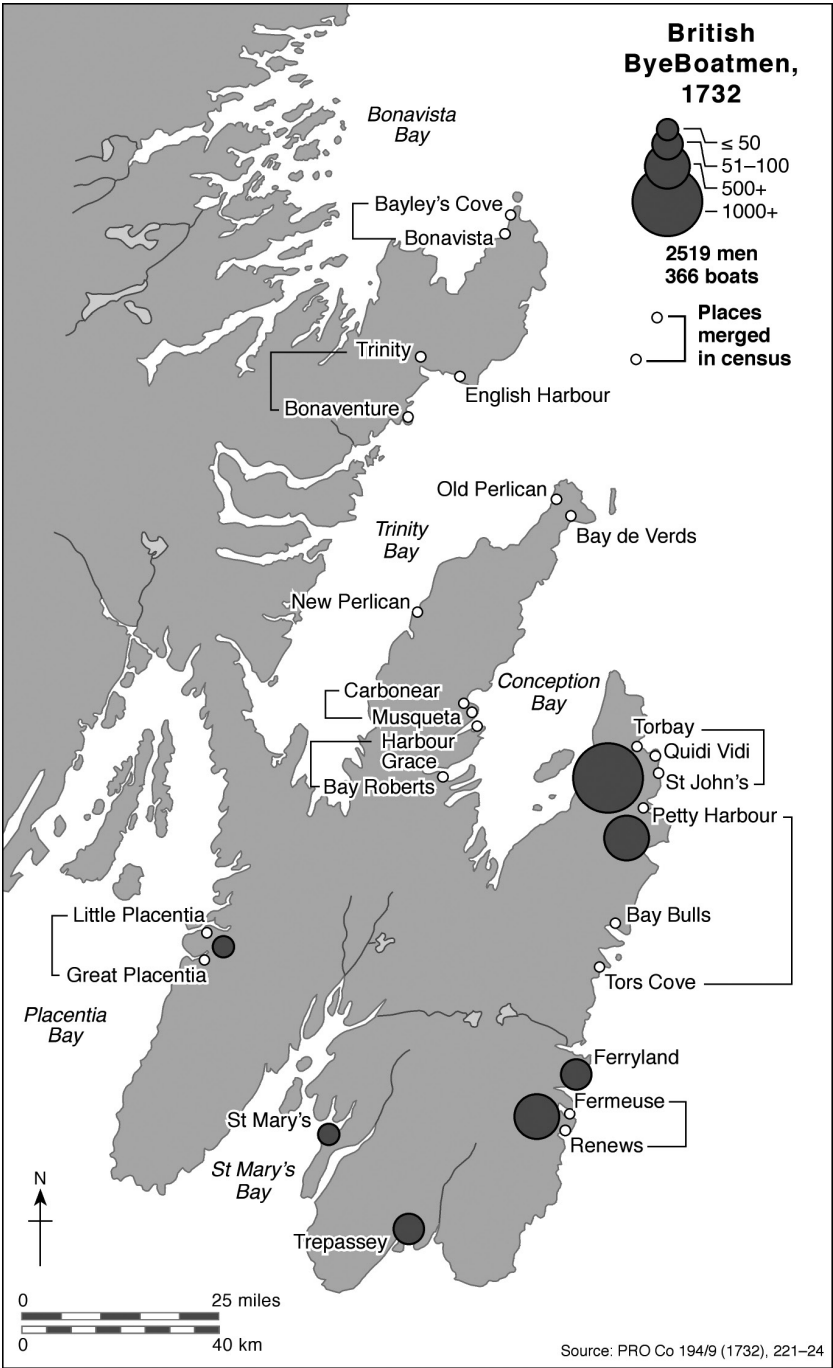 British
ByeBoatmen,
1732
≤ 50
51–100
500+
1000+
2519 men
366 boats
Places
merged
in census
Bonavista
Bay
Bayley's Cove
Bonavista
Trinity
English Harbour
Bonaventure
Old Perlican
Bay de Verds
Trinity
Bay
New Perlican
Conception
Bay
Carbonear
Musqueta
Harbour
Grace
Bay Roberts
Torbay
Quidi Vidi
St John's
Petty Harbour
Little Placentia
Great Placentia
Bay Bulls
Tors Cove
Placentia
Bay
Ferryland
Fermeuse
Renews
St Mary's
St Mary's
Bay
Trepassey
N
0 25 miles
0 40 km
Source: PRO Co 194/9 (1732), 221–24